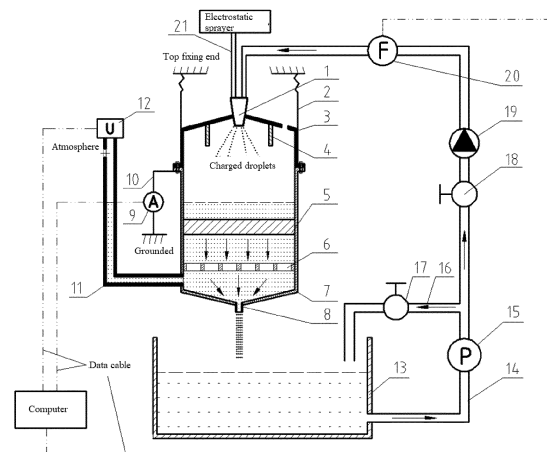 Electrostatic
sprayer
21
F
20
Top fixing end
1
2
3
4
12
U
Atmosphere
Charged droplets
19
18
10
A
9
Grounded
5
6
7
8
11
17
16
15
P
14
13
Data cable
Computer